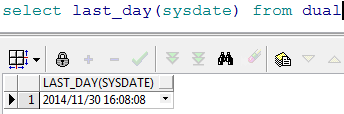 select last_day(sysdate) from dual
LAST_DAY(SYSDATE)
1 2014/11/30 16:08:08